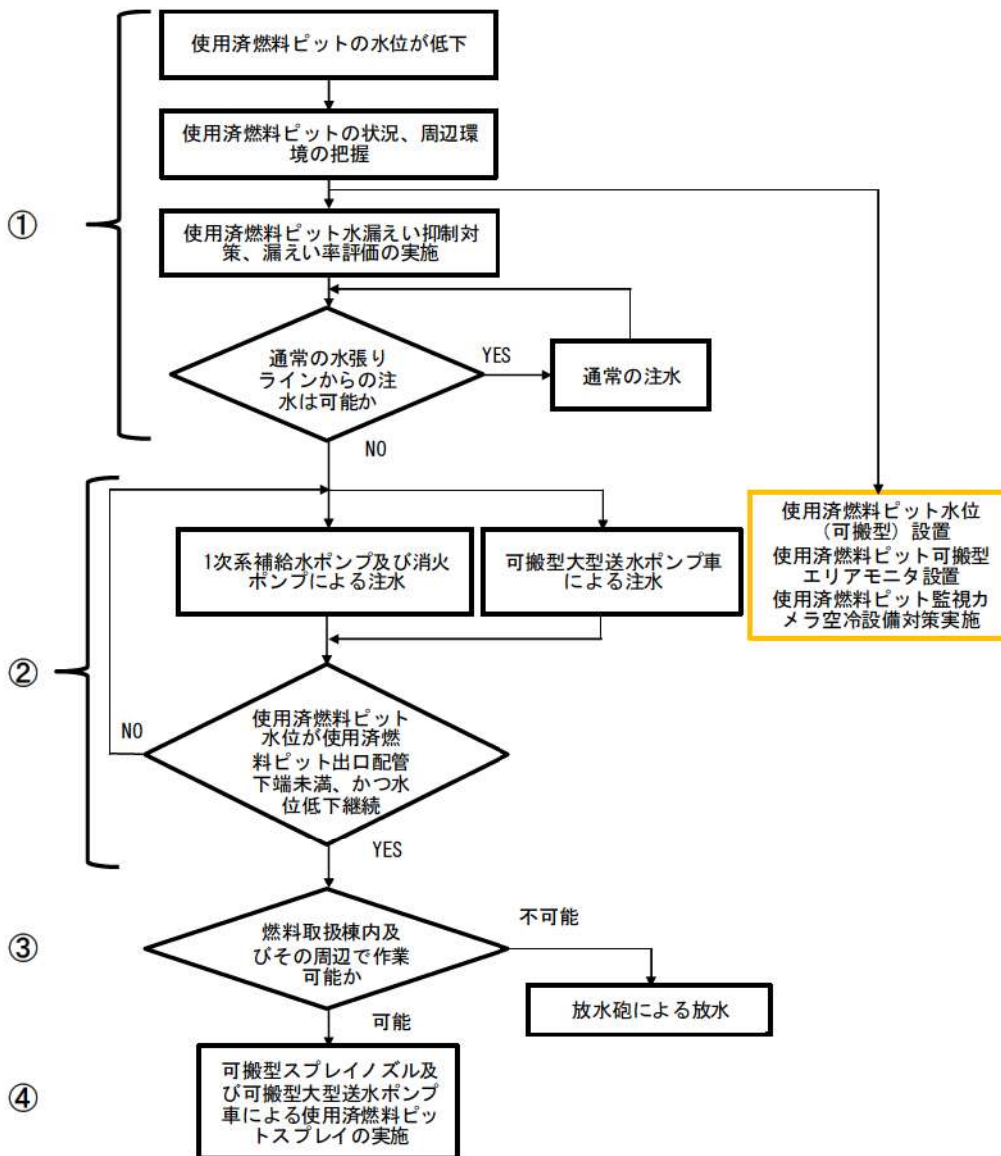 使用済燃料ピットの水位が低下
使用済燃料ピットの状況、周辺環
境の把握
①
使用済燃料ピット水漏えい抑制対
策、漏えい率評価の実施
通常の水張り
ラインからの注
水は可能か
YES
通常の注水
NO
使用済燃料ピット水位
（可搬型）設置
使用済燃料ピット可搬型
エリアモニタ設置
使用済燃料ピット監視カ
メラ空冷設備対策実施
②
1次系補給水ポンプ及び消火
ポンプによる注水
可搬型大型送水ポンプ車
による注水
NO
使用済燃料ピット
水位が使用済燃
料ピット出口配管
下端未満、かつ水
位低下継続
YES
③
燃料取扱棟内及
びその周辺で作業
可能か
不可能
放水砲による放水
可能
④
可搬型スプレイノズル及
び可搬型大型送水ポンプ
車による使用済燃料ピッ
トスプレイの実施